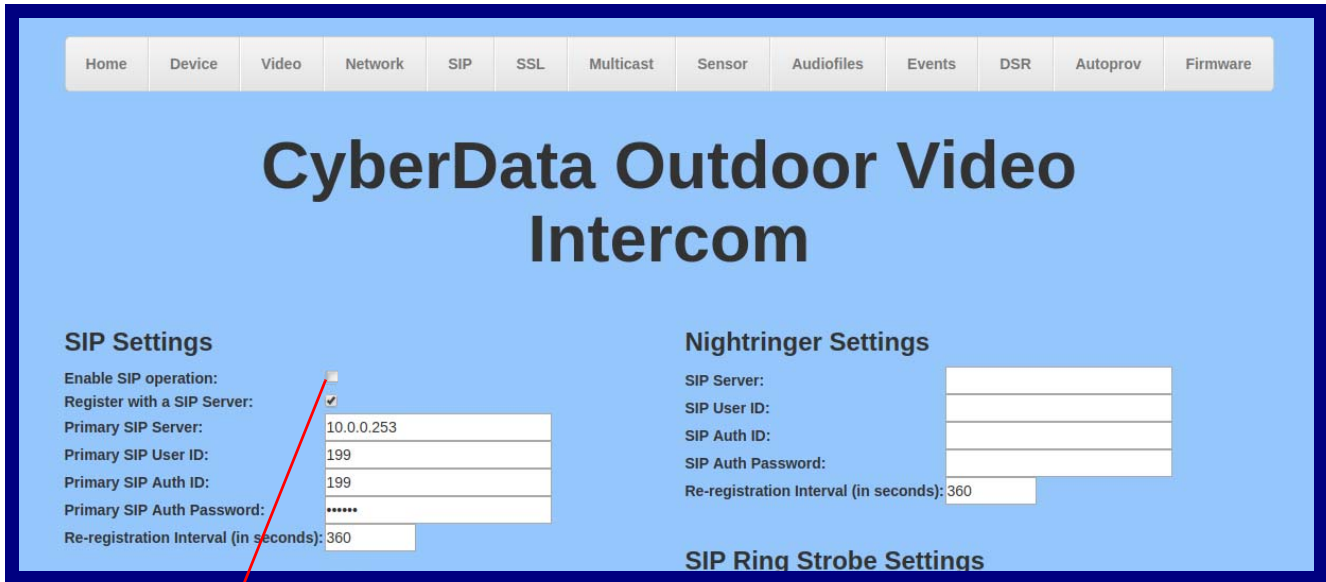 Home Device Video Network SIP SSL Multicast Sensor Audiofiles Events DSR Autoprov Firmware
CyberData Outdoor Video
Intercom
SIP Settings
Enable SIP operation:
Register with a SIP Server:
Primary SIP Server: 10.0.0.253
Primary SIP User ID: 199
Primary SIP Auth ID: 199
Primary SIP Auth Password: ••••••
Re-registration Interval (in seconds): 360
Nightringer Settings
SIP Server:
SIP User ID:
SIP Auth ID:
SIP Auth Password:
Re-registration Interval (in seconds): 360
SIP Ring Strobe Settings